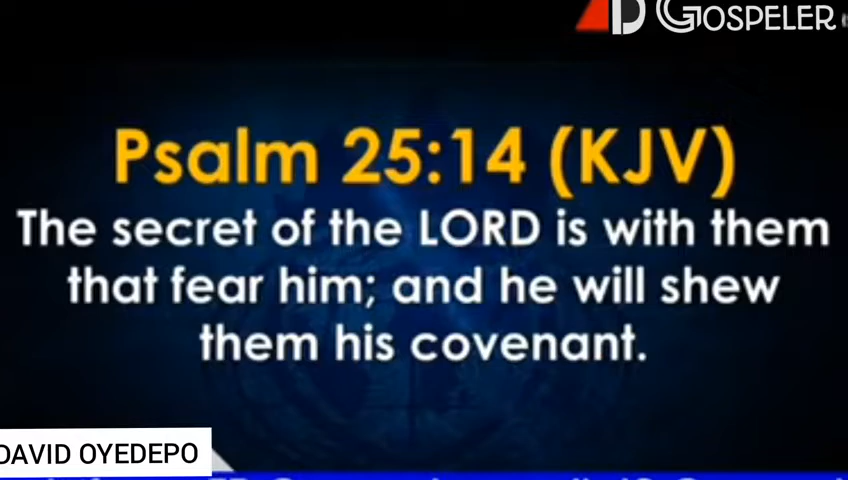 GOSPELER
Psalm 25:14 (KJV)
The secret of the LORD is with them
that fear him; and he will shew
them his covenant.
DAVID OYEDEPO